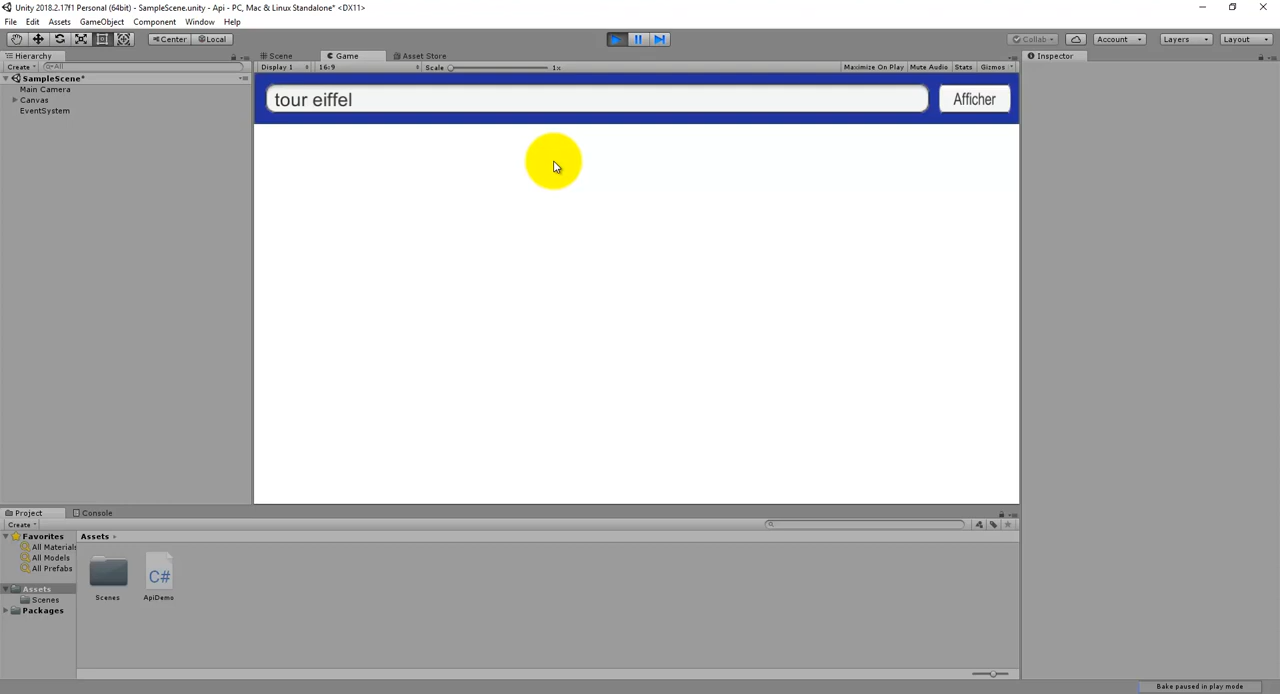 Unity 2018.2.17f1 Personal (64bit) - SampleScene.unity - Api - PC, Mac & Linux Standalone* <DX11>
File Edit Assets GameObject Component Window Help
Center Local Collab Account Layers Layout
Hierarchy Scene Game Asset Store Inspector
Create All Display 1 16:9 Scale 1x Maximize On Play Mute Audio Stats Gizmos
SampleScene*
Main Camera
Canvas
EventSystem
tour eiffel Afficher
Project Console
Create
Favorites Assets
All Materials
All Models
All Prefabs
Assets
Scenes
Packages
C#
Scenes ApiDemo
Bake paused in play mode